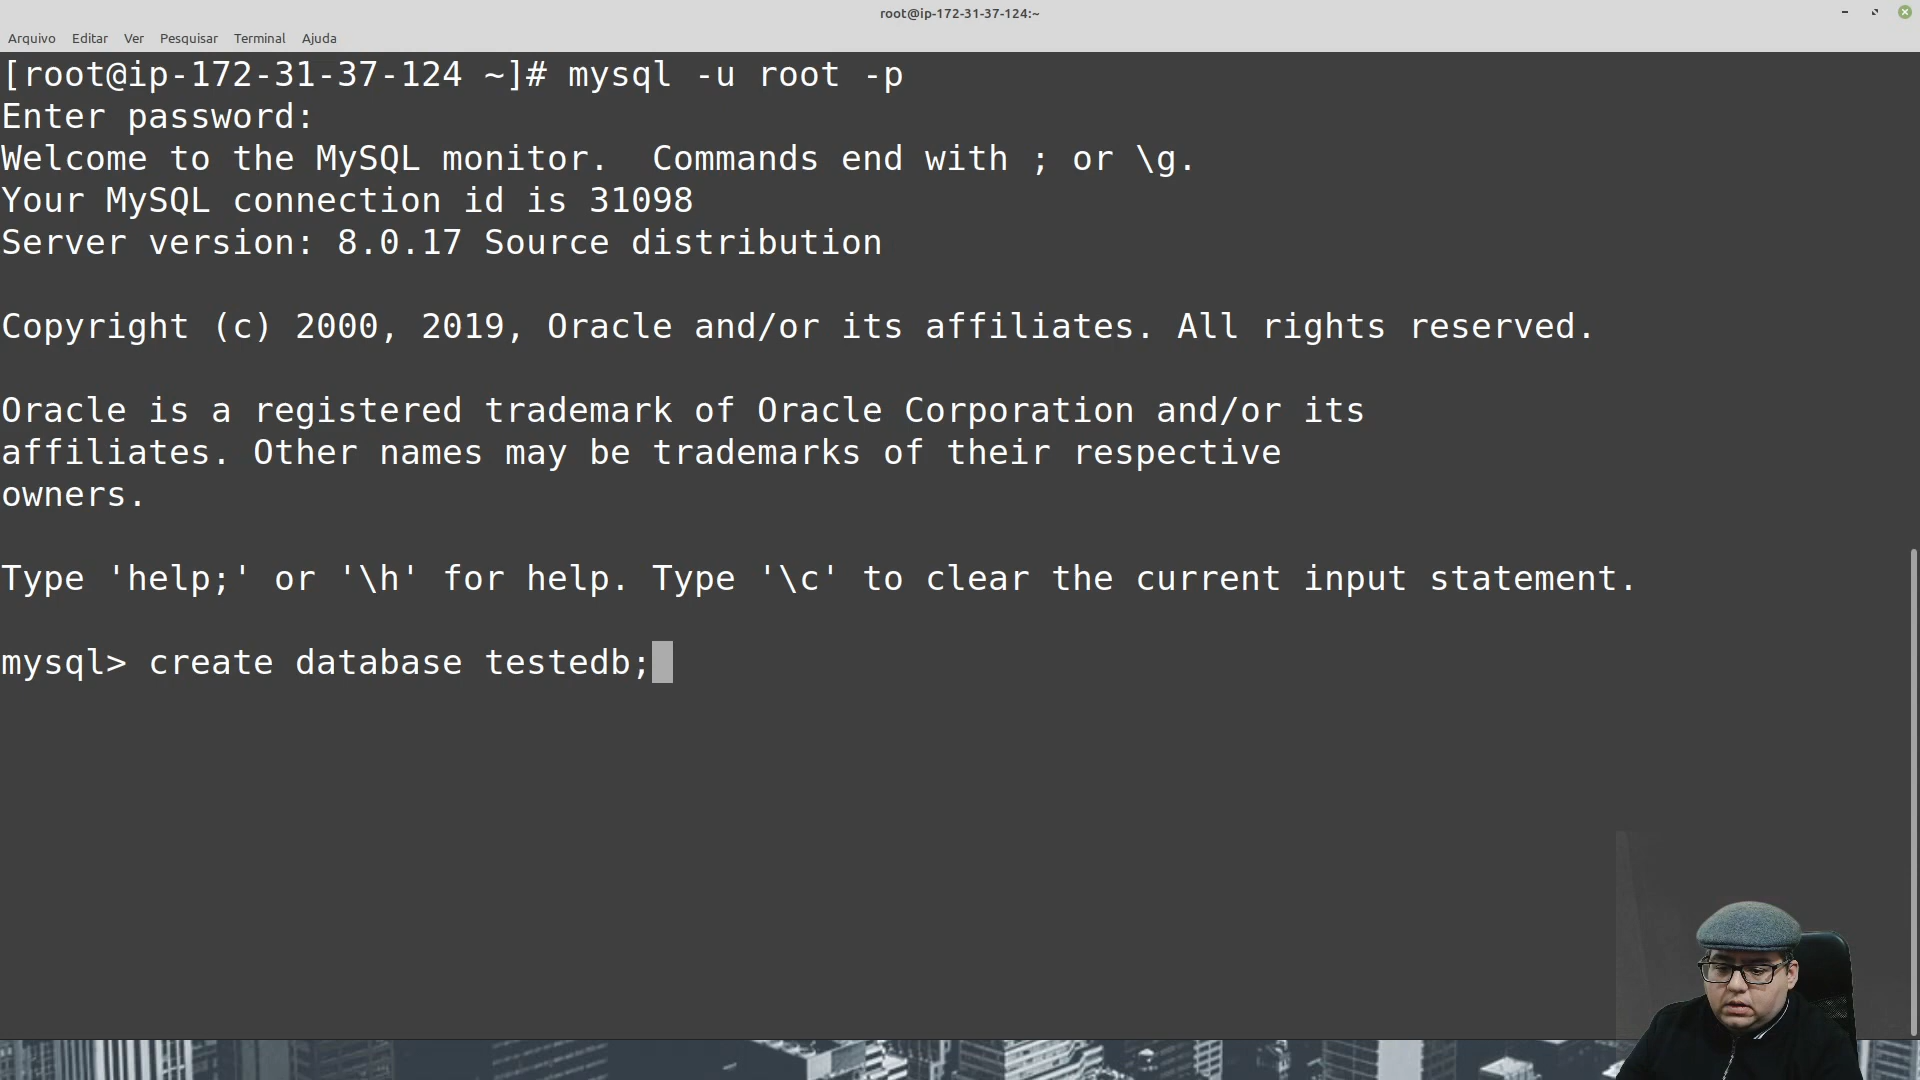 root@ip-172-31-37-124:~
Arquivo Editar Ver Pesquisar Terminal Ajuda
[root@ip-172-31-37-124 ~]# mysql -u root -p
Enter password:
Welcome to the MySQL monitor.  Commands end with ; or \g.
Your MySQL connection id is 31098
Server version: 8.0.17 Source distribution
Copyright (c) 2000, 2019, Oracle and/or its affiliates. All rights reserved.
Oracle is a registered trademark of Oracle Corporation and/or its
affiliates. Other names may be trademarks of their respective
owners.
Type 'help;' or '\h' for help. Type '\c' to clear the current input statement.
mysql> create database testedb;